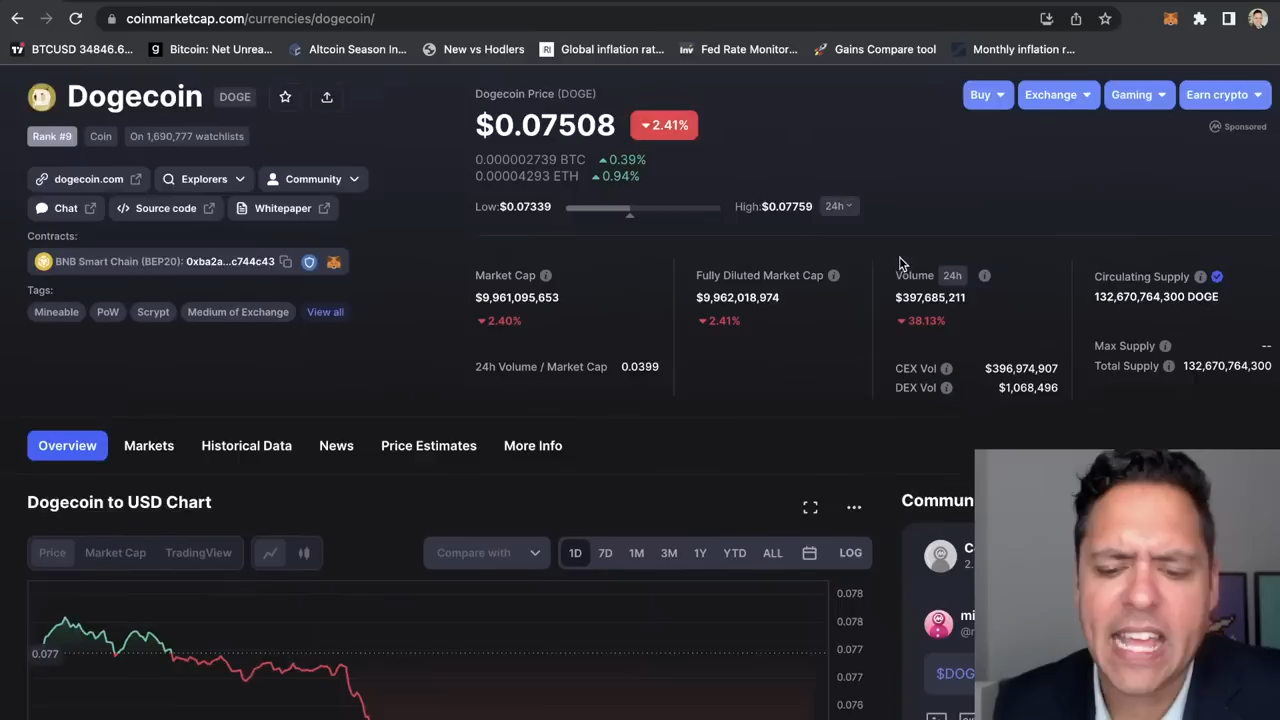 coinmarketcap.com/currencies/dogecoin/
BTCUSD 34846.6... Bitcoin: Net Unrea... Altcoin Season In... New vs Hodlers RI Global inflation rat... Inv Fed Rate Monitor... Gains Compare tool Monthly inflation r...
Dogecoin DOGE
Rank #9 Coin On 1,690,777 watchlists
dogecoin.com Explorers Community
Chat Source code Whitepaper
Contracts:
BNB Smart Chain (BEP20): 0xba2a...c744c43
Tags:
Mineable PoW Scrypt Medium of Exchange View all
Dogecoin Price (DOGE)
$0.07508 2.41%
0.000002739 BTC 0.39%
0.00004293 ETH 0.94%
Low:$0.07339 High:$0.07759 24h
Buy Exchange Gaming Earn crypto
Sponsored
Market Cap
$9,961,095,653
2.40%
24h Volume / Market Cap 0.0399
Fully Diluted Market Cap
$9,962,018,974
2.41%
Volume 24h
$397,685,211
38.13%
CEX Vol $396,974,907
DEX Vol $1,068,496
Circulating Supply
132,670,764,300 DOGE
Max Supply --
Total Supply 132,670,764,300
Overview Markets Historical Data News Price Estimates More Info
Dogecoin to USD Chart
Price Market Cap TradingView Compare with 1D 7D 1M 3M 1Y YTD ALL LOG
0.078
0.078
0.077
0.077
0.077
0.076
Commun
C
2.
mi
@r
$DOG